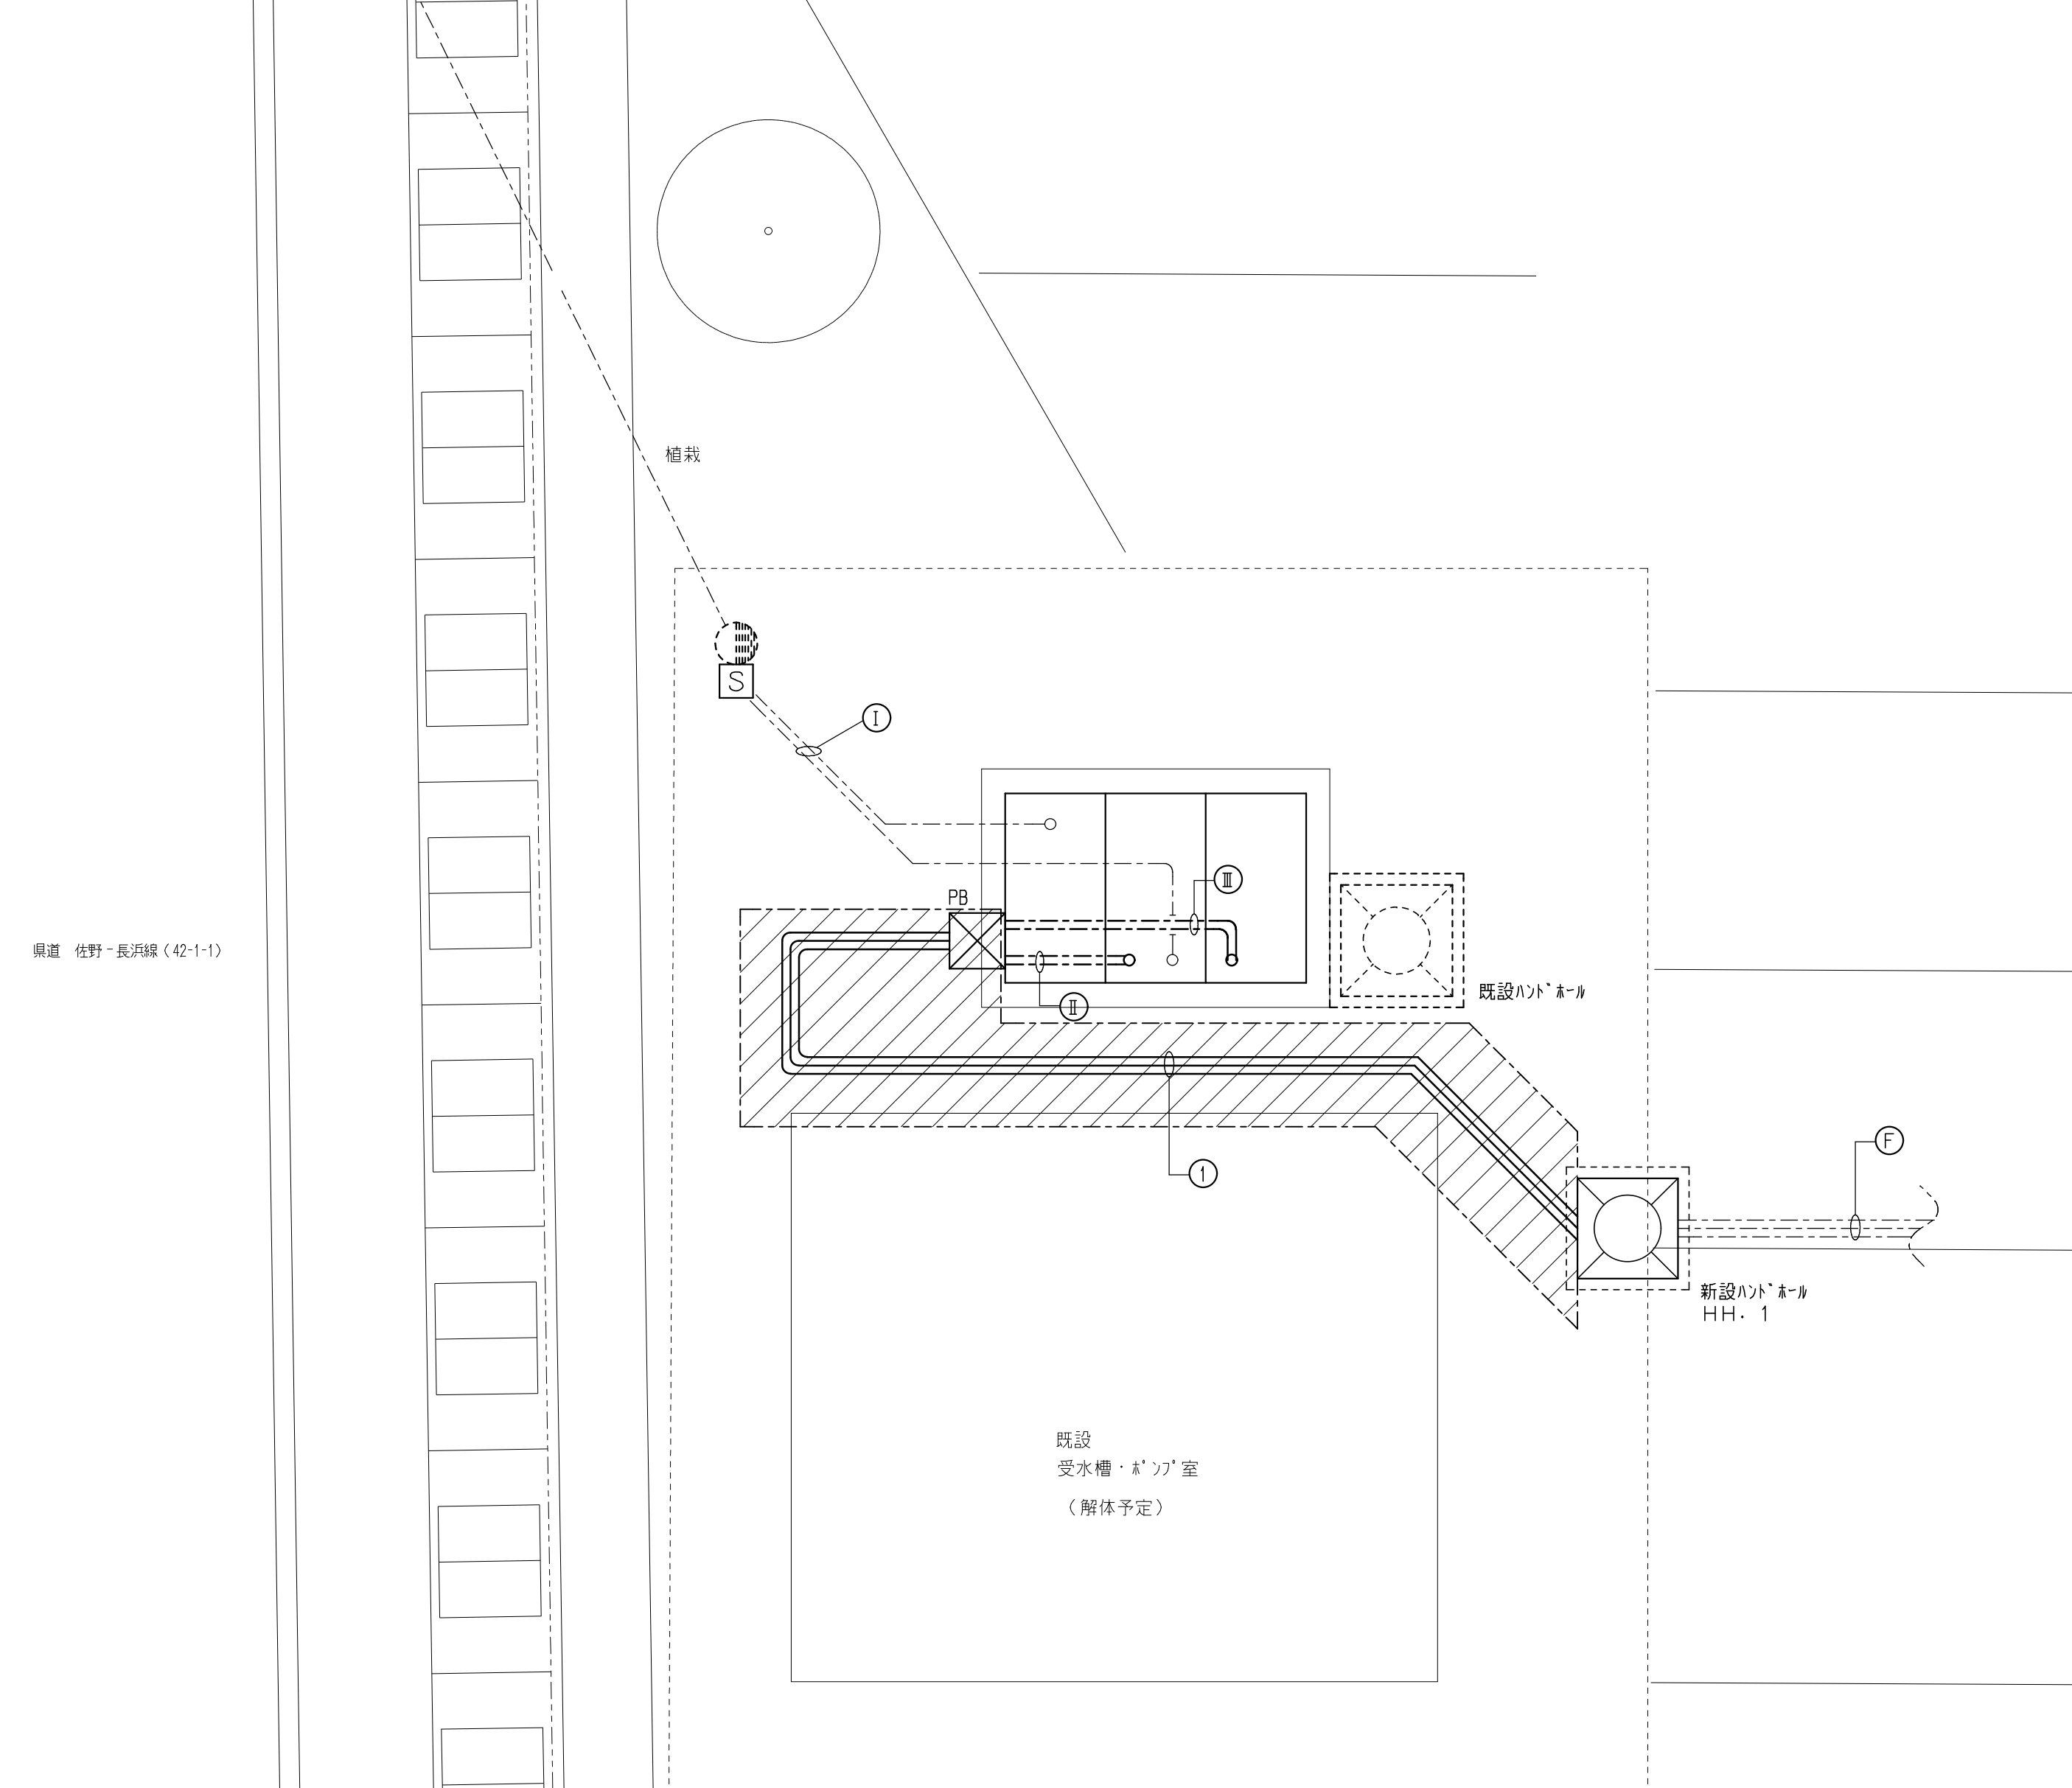 植栽
S
Ⅰ
Ⅲ
PB
県道 佐野-長浜線(42-1-1)
既設ﾊﾝﾄﾞﾎｰﾙ
Ⅱ
F
1
新設ﾊﾝﾄﾞﾎｰﾙ
HH. 1
既設
受水槽・ﾎﾟﾝﾌﾟ室
(解体予定)